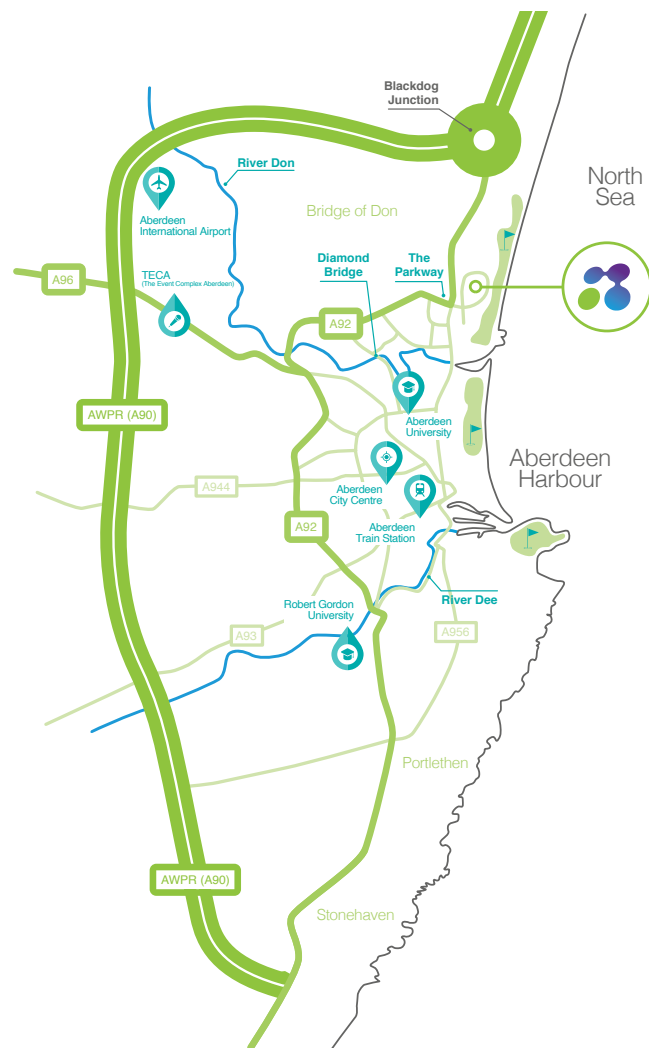 Blackdog
Junction
River Don
North
Sea
Aberdeen
International Airport
Bridge of Don
Diamond
Bridge
The
Parkway
A96
TECA
(The Event Complex Aberdeen)
A92
AWPR (A90)
Aberdeen
University
Aberdeen
Harbour
A944
Aberdeen
City Centre
A92
Aberdeen
Train Station
River Dee
Robert Gordon
University
A93
A956
Portlethen
AWPR (A90)
Stonehaven